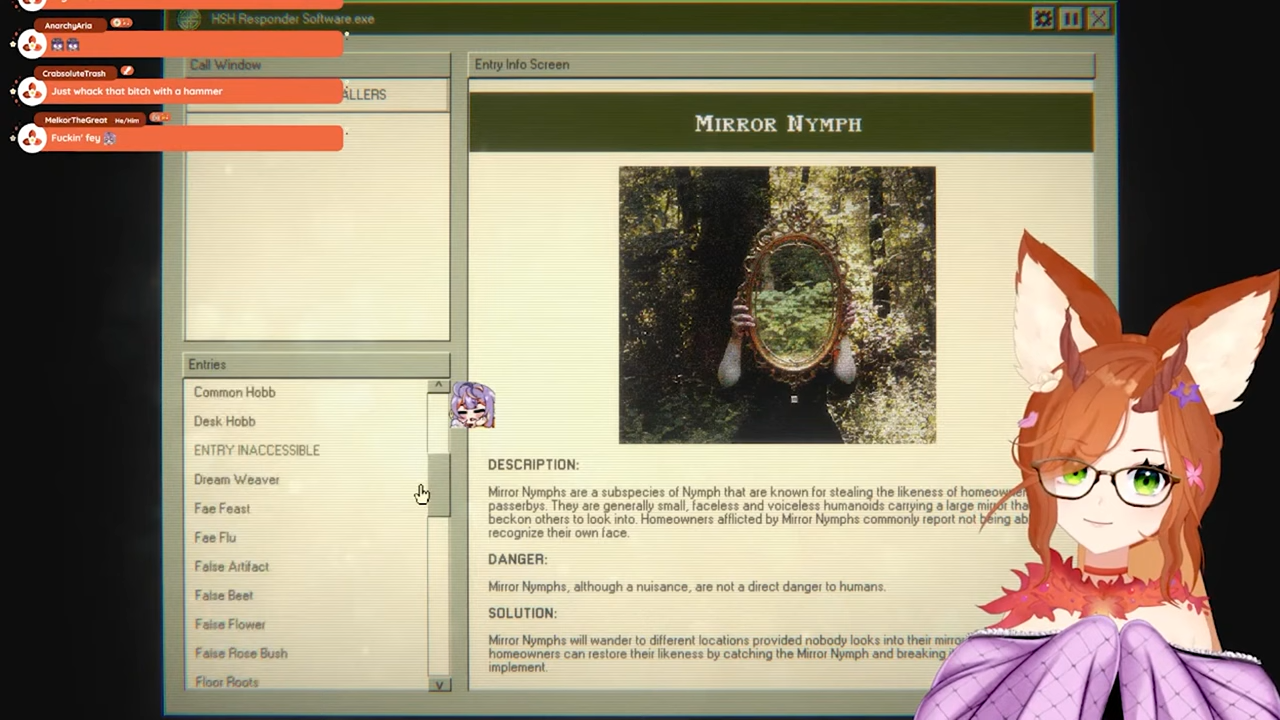 AnarchyAria
CrabsoluteTrash
Just whack that bitch with a hammer
MelkorTheGreat He/Him
Fuckin' fey
HSH Responder Software.exe
Call Window
ALLERS
Entries
Common Hobb
Desk Hobb
ENTRY INACCESSIBLE
Dream Weaver
Fae Feast
Fae Flu
False Artifact
False Beet
False Flower
False Rose Bush
Floor Roots
Entry Info Screen
MIRROR NYMPH
DESCRIPTION:
Mirror Nymphs are a subspecies of Nymph that are known for stealing the likeness of homeowne
passerbys. They are generally small, faceless and voiceless humanoids carrying a large mirror tha
beckon others to look into. Homeowners afflicted by Mirror Nymphs commonly report not being ab
recognize their own face.
DANGER:
Mirror Nymphs, although a nuisance, are not a direct danger to humans.
SOLUTION:
Mirror Nymphs will wander to different locations provided nobody looks into their mirro
homeowners can restore their likeness by catching the Mirror Nymph and breaking
implement.